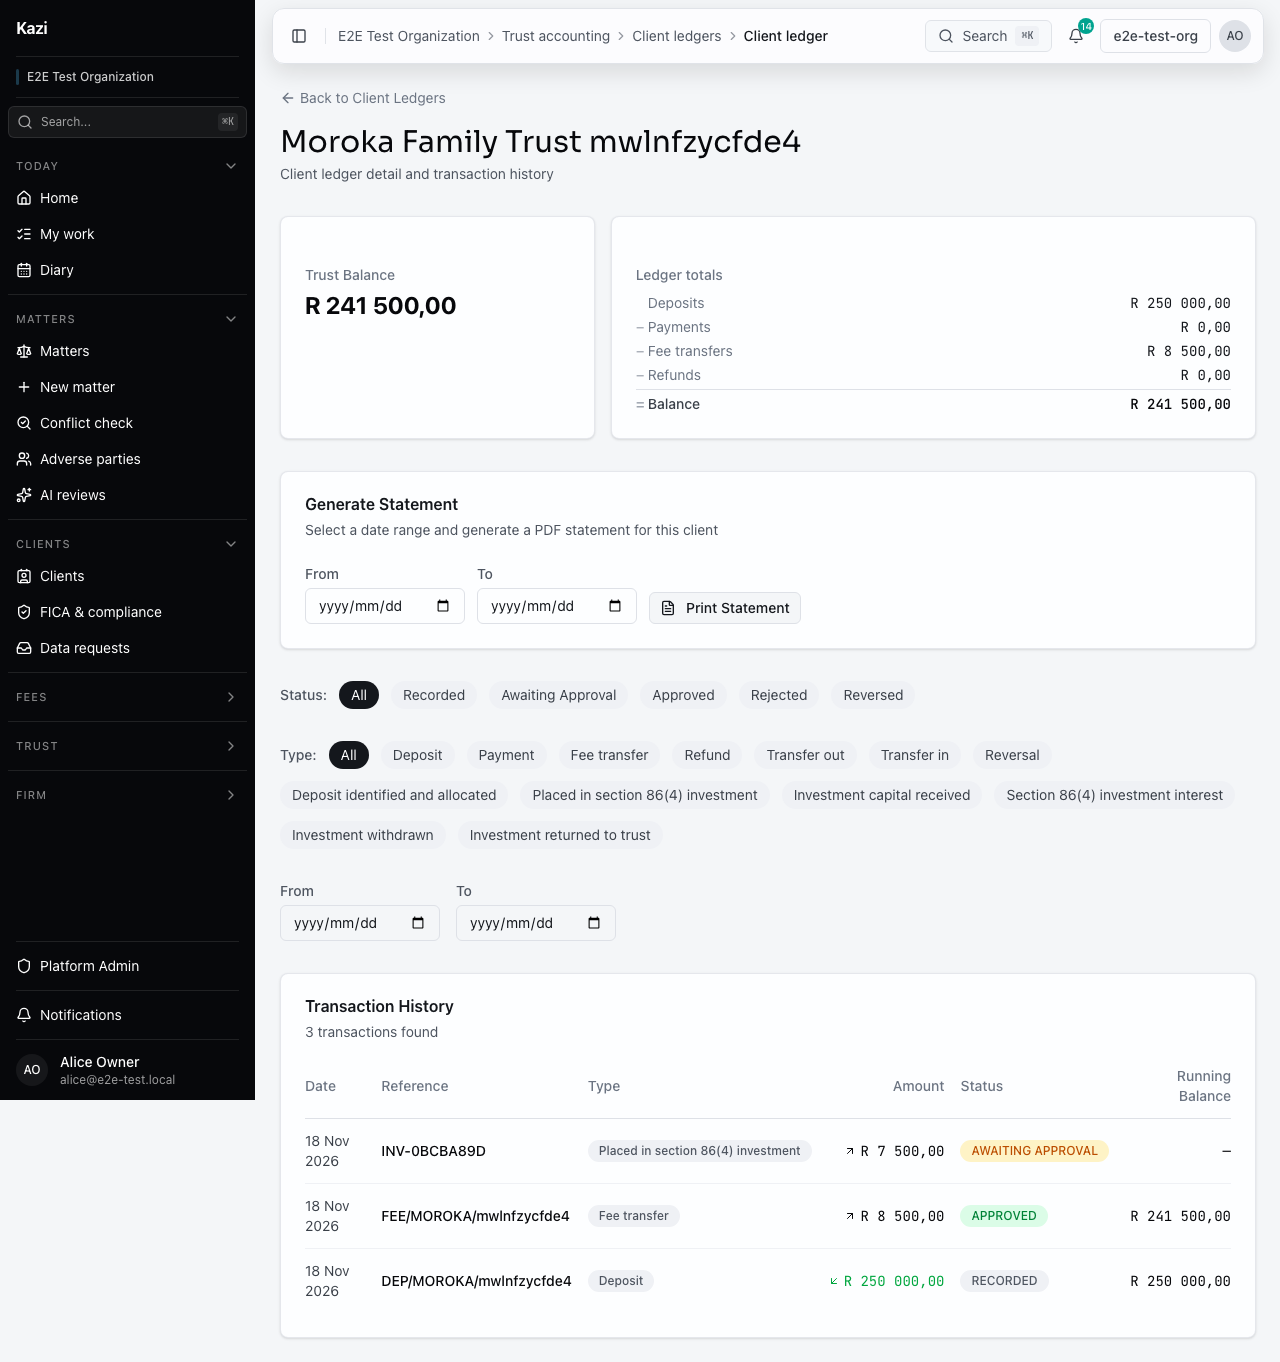 Kazi
E2E Test Organization
Search...
⌘K
TODAY
Home
My work
Diary
MATTERS
Matters
New matter
Conflict check
Adverse parties
AI reviews
CLIENTS
Clients
FICA & compliance
Data requests
FEES
TRUST
FIRM
Platform Admin
Notifications
AO
Alice Owner
alice@e2e-test.local
E2E Test Organization > Trust accounting > Client ledgers > Client ledger
Search ⌘K
14
e2e-test-org
AO
← Back to Client Ledgers
Moroka Family Trust mwlnfzycfde4
Client ledger detail and transaction history
Trust Balance
R 241 500,00
Ledger totals
Deposits R 250 000,00
– Payments R 0,00
– Fee transfers R 8 500,00
– Refunds R 0,00
= Balance R 241 500,00
Generate Statement
Select a date range and generate a PDF statement for this client
From To
yyyy/mm/dd yyyy/mm/dd Print Statement
Status: All Recorded Awaiting Approval Approved Rejected Reversed
Type: All Deposit Payment Fee transfer Refund Transfer out Transfer in Reversal
Deposit identified and allocated Placed in section 86(4) investment Investment capital received Section 86(4) investment interest
Investment withdrawn Investment returned to trust
From To
yyyy/mm/dd yyyy/mm/dd
Transaction History
3 transactions found
Date Reference Type Amount Status Running Balance
18 Nov 2026 INV-0BCBA89D Placed in section 86(4) investment ↗ R 7 500,00 AWAITING APPROVAL –
18 Nov 2026 FEE/MOROKA/mwlnfzycfde4 Fee transfer ↗ R 8 500,00 APPROVED R 241 500,00
18 Nov 2026 DEP/MOROKA/mwlnfzycfde4 Deposit ↙ R 250 000,00 RECORDED R 250 000,00